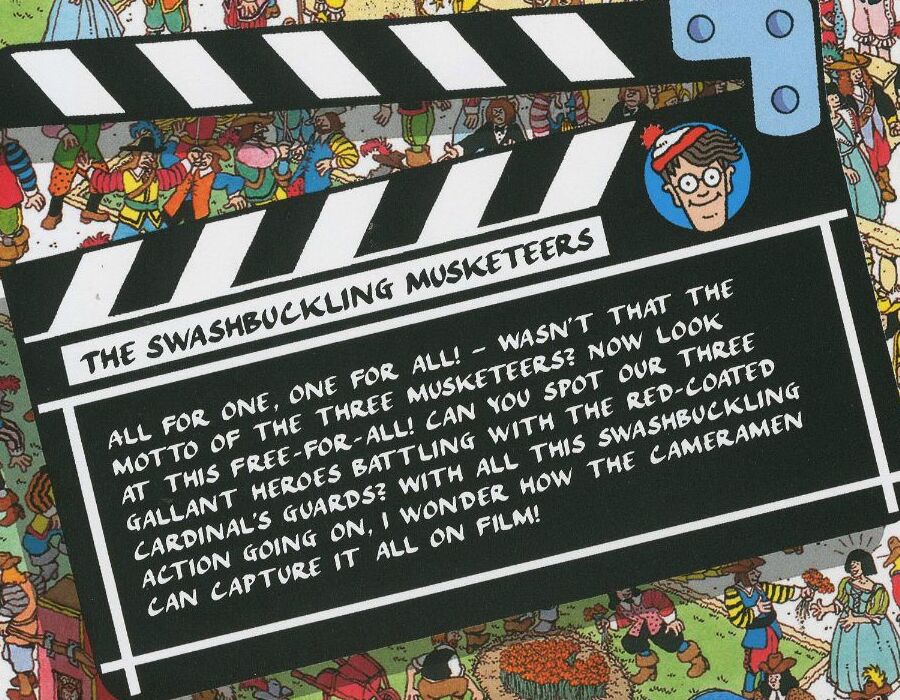 THE SWASHBUCKLING MUSKETEERS
ALL FOR ONE, ONE FOR ALL! – WASN'T THAT THE
MOTTO OF THE THREE MUSKETEERS? NOW LOOK
AT THIS FREE-FOR-ALL! CAN YOU SPOT OUR THREE
GALLANT HEROES BATTLING WITH THE RED-COATED
CARDINAL'S GUARDS? WITH ALL THIS SWASHBUCKLING
ACTION GOING ON, I WONDER HOW THE CAMERAMEN
CAN CAPTURE IT ALL ON FILM!